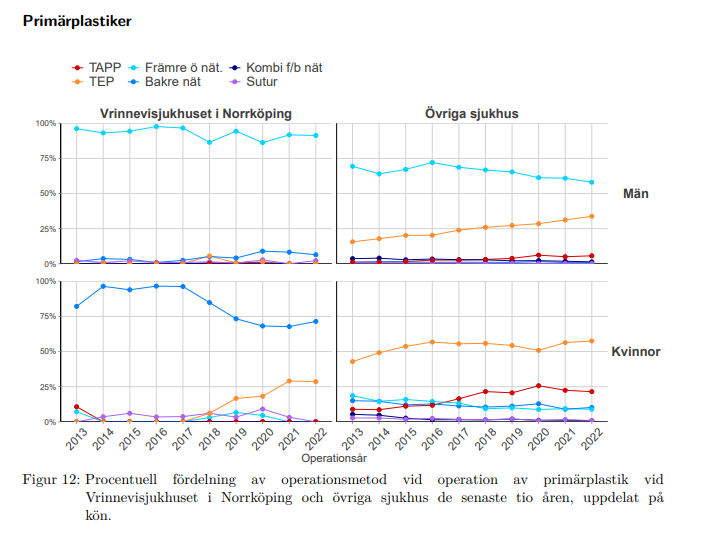 Primärplastiker
TAPP Främre ö nät. Kombi f/b nät
TEP Bakre nät Sutur
Vrinnevisjukhuset i Norrköping Övriga sjukhus
100%
75%
50%
25%
0%
Män
100%
75%
50%
25%
0%
Kvinnor
2013 2014 2015 2016 2017 2018 2019 2020 2021 2022 2013 2014 2015 2016 2017 2018 2019 2020 2021 2022
Operationsår
Figur 12: Procentuell fördelning av operationsmetod vid operation av primärplastik vid
Vrinnevisjukhuset i Norrköping och övriga sjukhus de senaste tio åren, uppdelat på
kön.